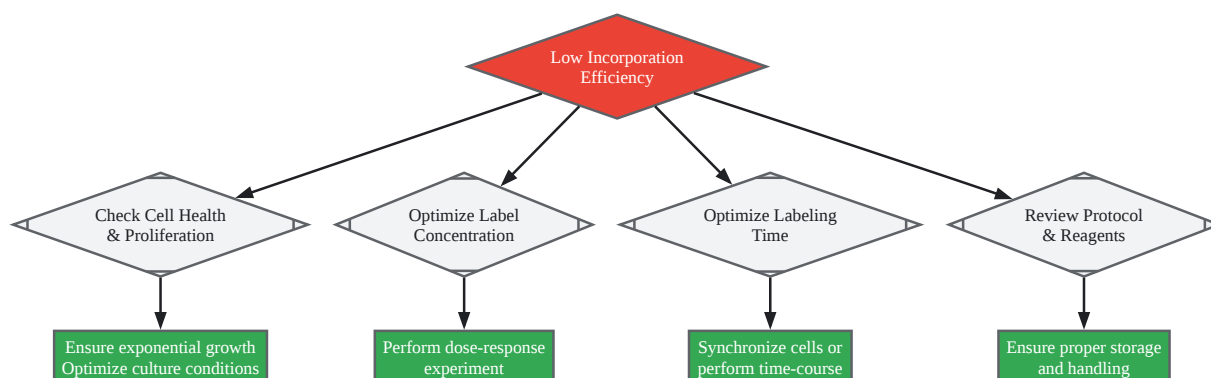 Low Incorporation
Efficiency
Check Cell Health
& Proliferation
Optimize Label
Concentration
Optimize Labeling
Time
Review Protocol
& Reagents
Ensure exponential growth
Optimize culture conditions
Perform dose-response
experiment
Synchronize cells or
perform time-course
Ensure proper storage
and handling